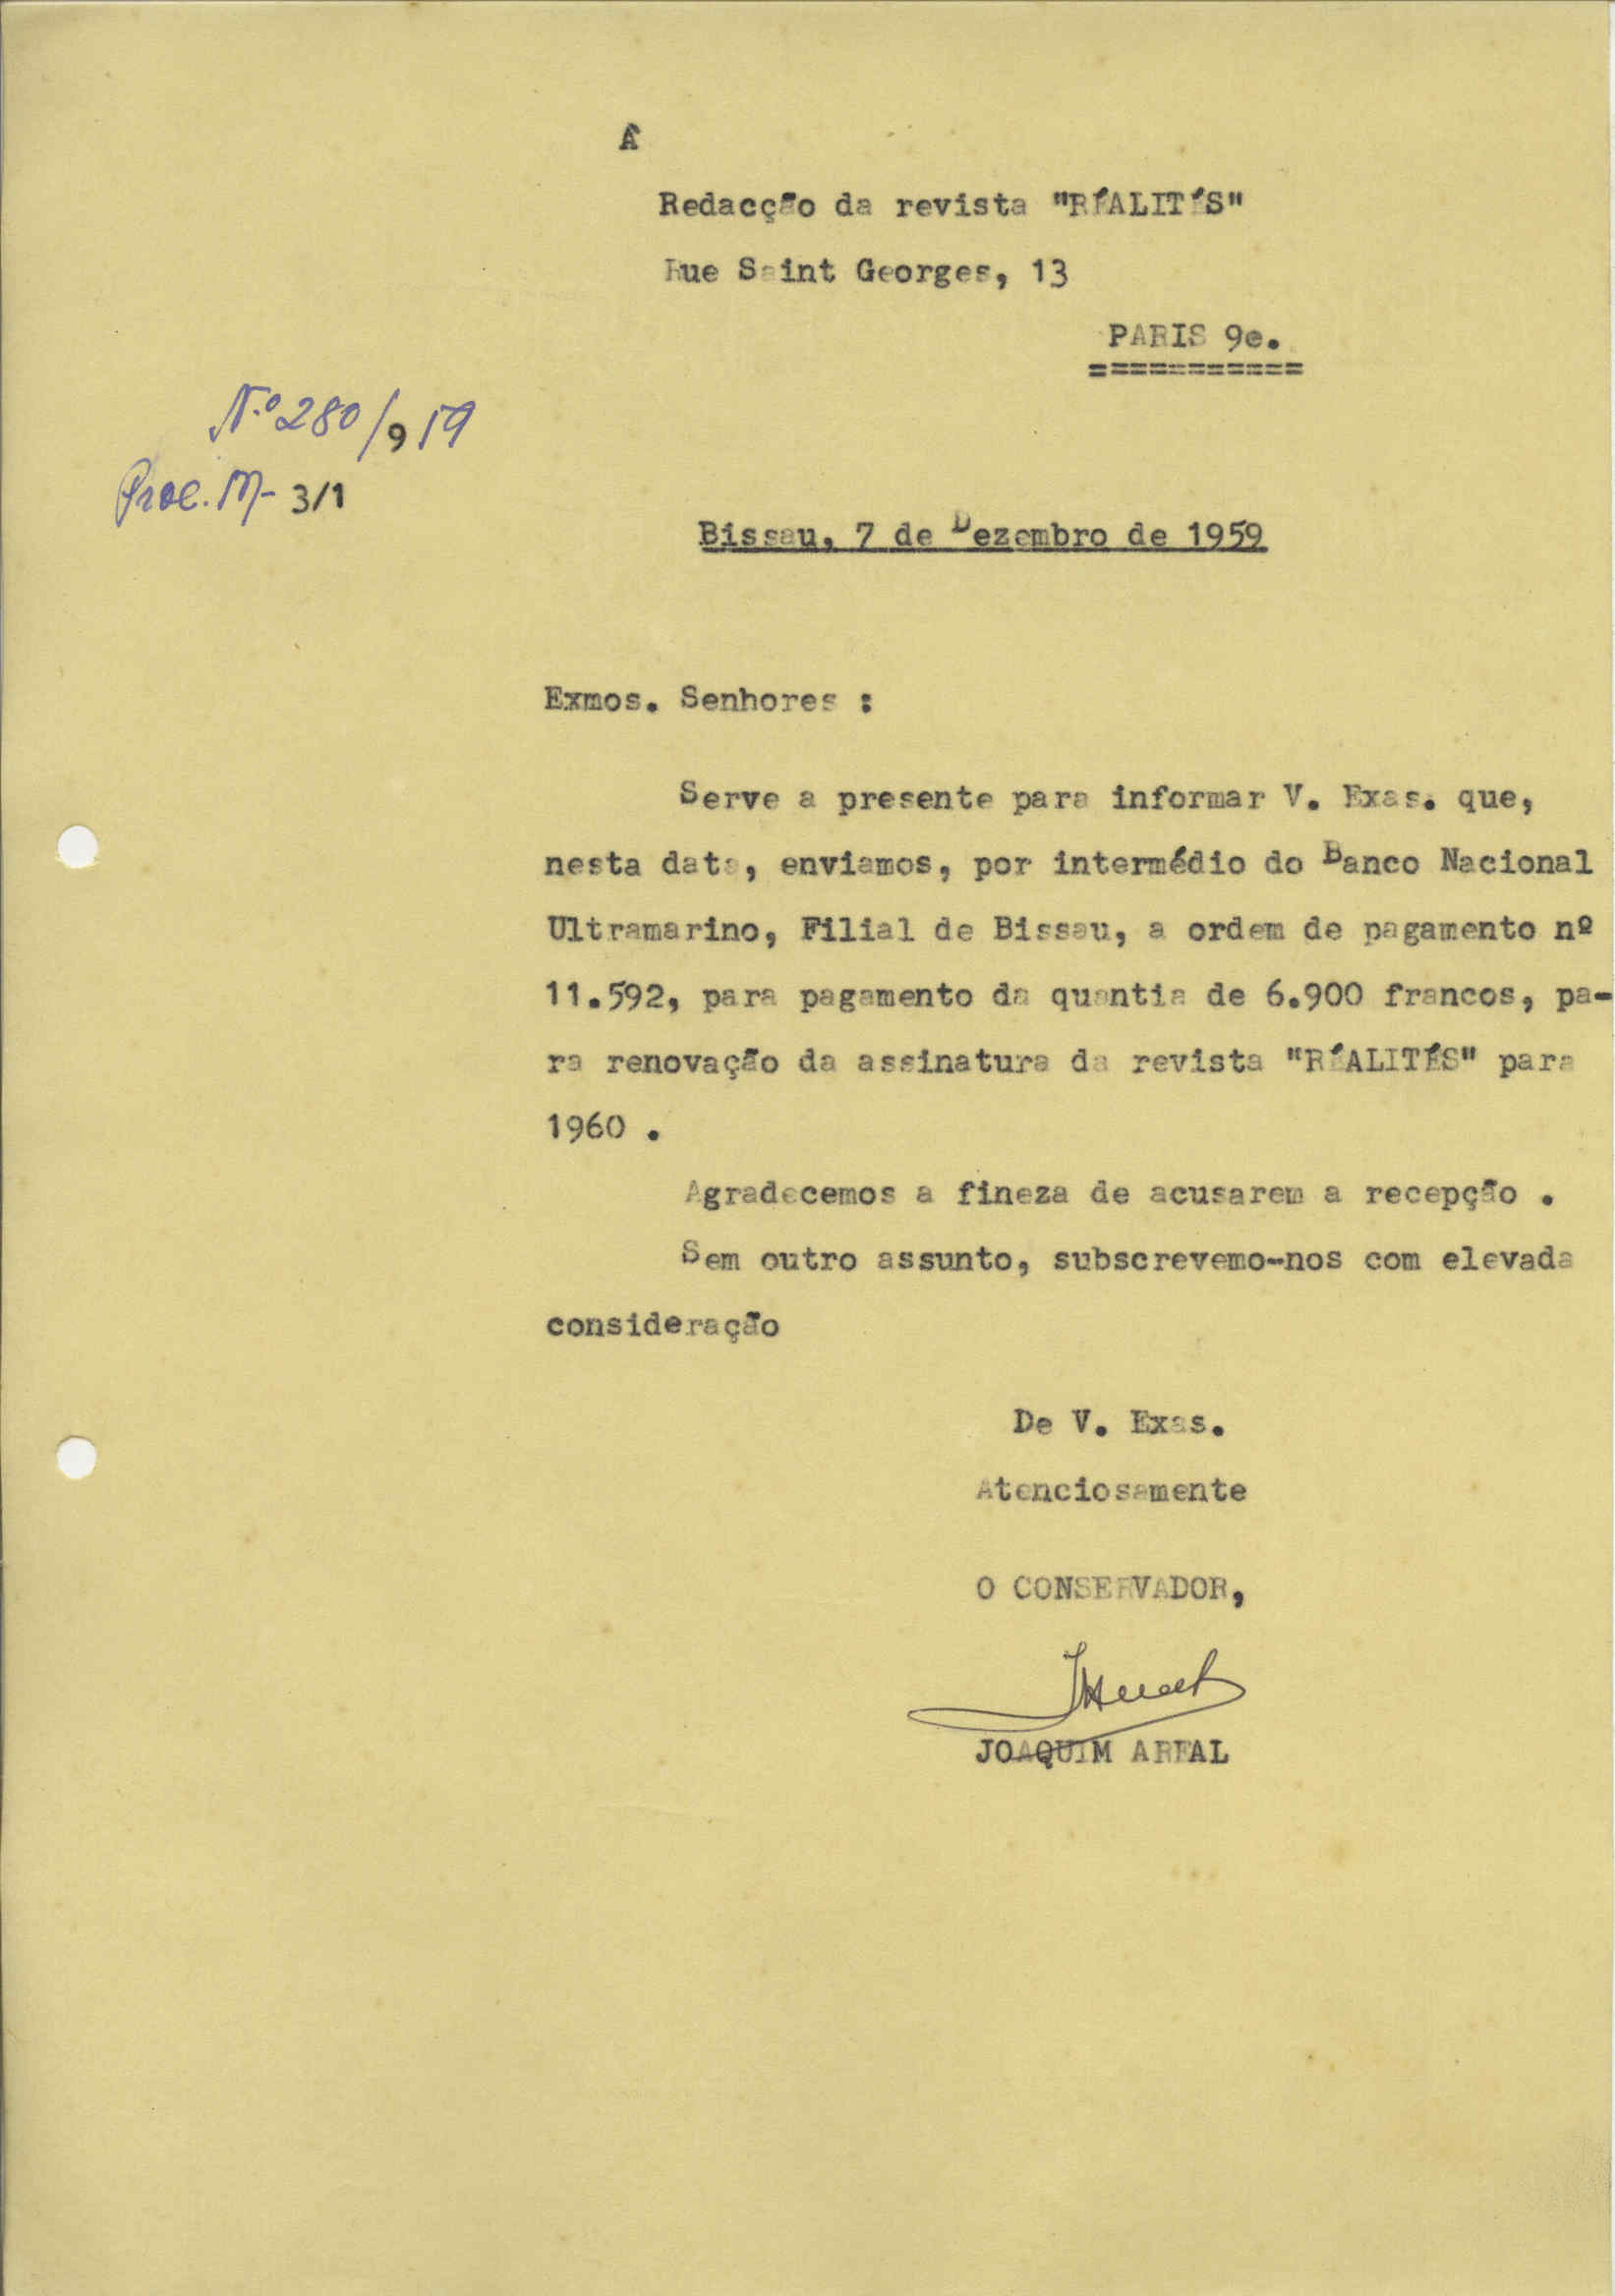 À
Redacção da revista "RÉALITÉS"
Rue Saint Georges, 13
PARIS 9e.
===========
N.º 280/9/59
Proc. M- 3/1
Bissau, 7 de Dezembro de 1959
Exmos. Senhores :
Serve a presente para informar V. Exas. que,
nesta data, enviamos, por intermédio do Banco Nacional
Ultramarino, Filial de Bissau, a ordem de pagamento nº
11.592, para pagamento da quantia de 6.900 francos, pa-
ra renovação da assinatura da revista "RÉALITÉS" para
1960 .
Agradecemos a fineza de acusarem a recepção .
Sem outro assunto, subscrevemo-nos com elevada
consideração
De V. Exas.
Atenciosamente
O CONSERVADOR,
JOAQUIM AREAL